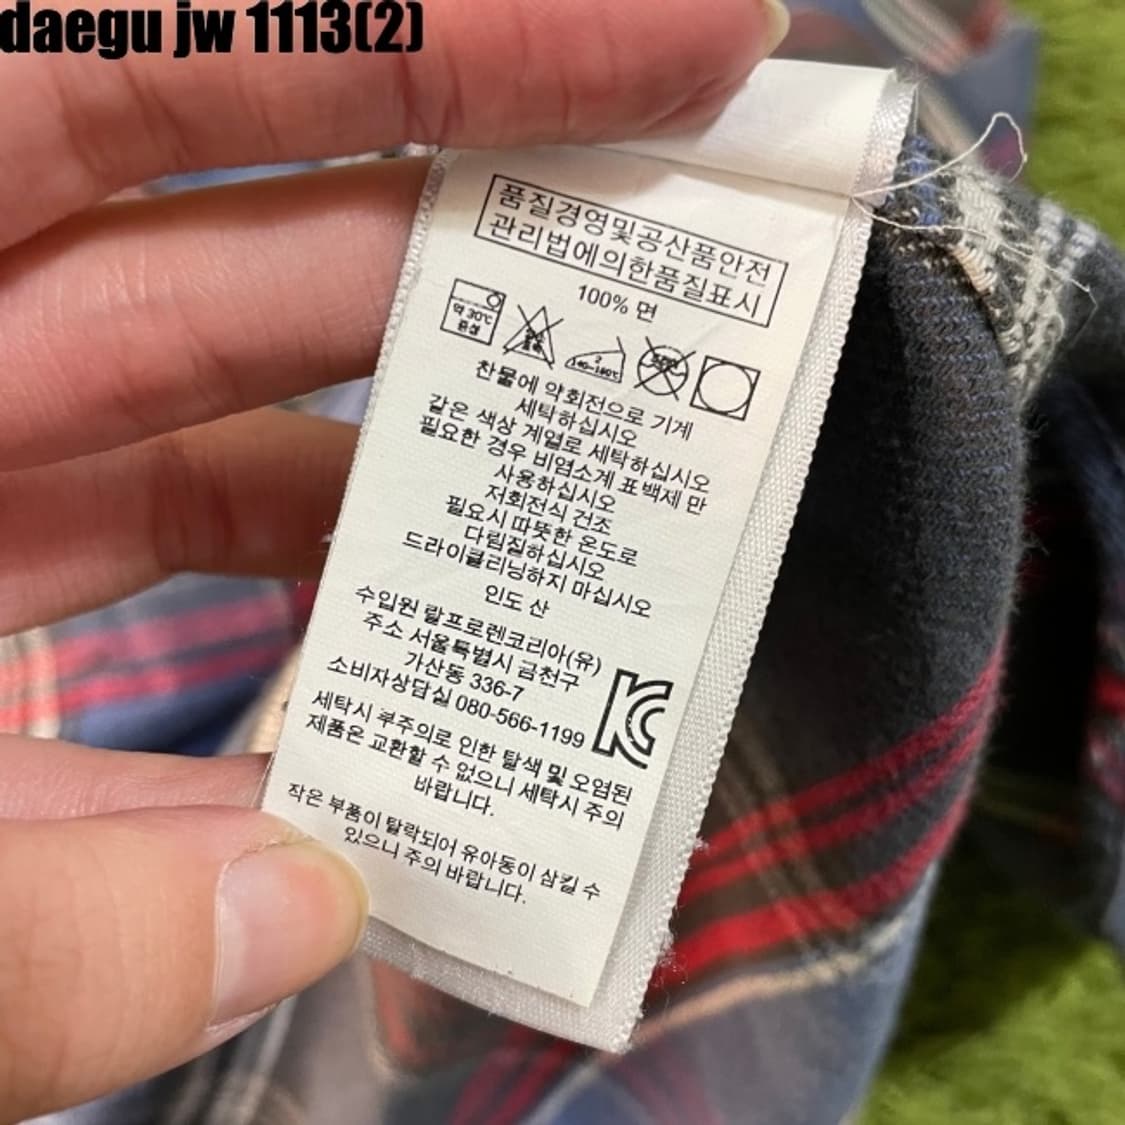 daegu jw 1113(2)
품질경영및공산품안전
관리법에의한품질표시
100% 면
약 30℃
중성
2
140~160℃
찬물에 약회전으로 기계
세탁하십시오
같은 색상 계열로 세탁하십시오
필요한 경우 비염소계 표백제 만
사용하십시오
저회전식 건조
필요시 따뜻한 온도로
다림질하십시오
드라이클리닝하지 마십시오
인도 산
수입원 랄프로렌코리아(유)
주소 서울특별시 금천구
가산동 336-7
소비자상담실 080-566-1199
세탁시 부주의로 인한 탈색 및 오염된
제품은 교환할 수 없으니 세탁시 주의
바랍니다.
작은 부품이 탈락되어 유아동이 삼킬 수
있으니 주의 바랍니다.